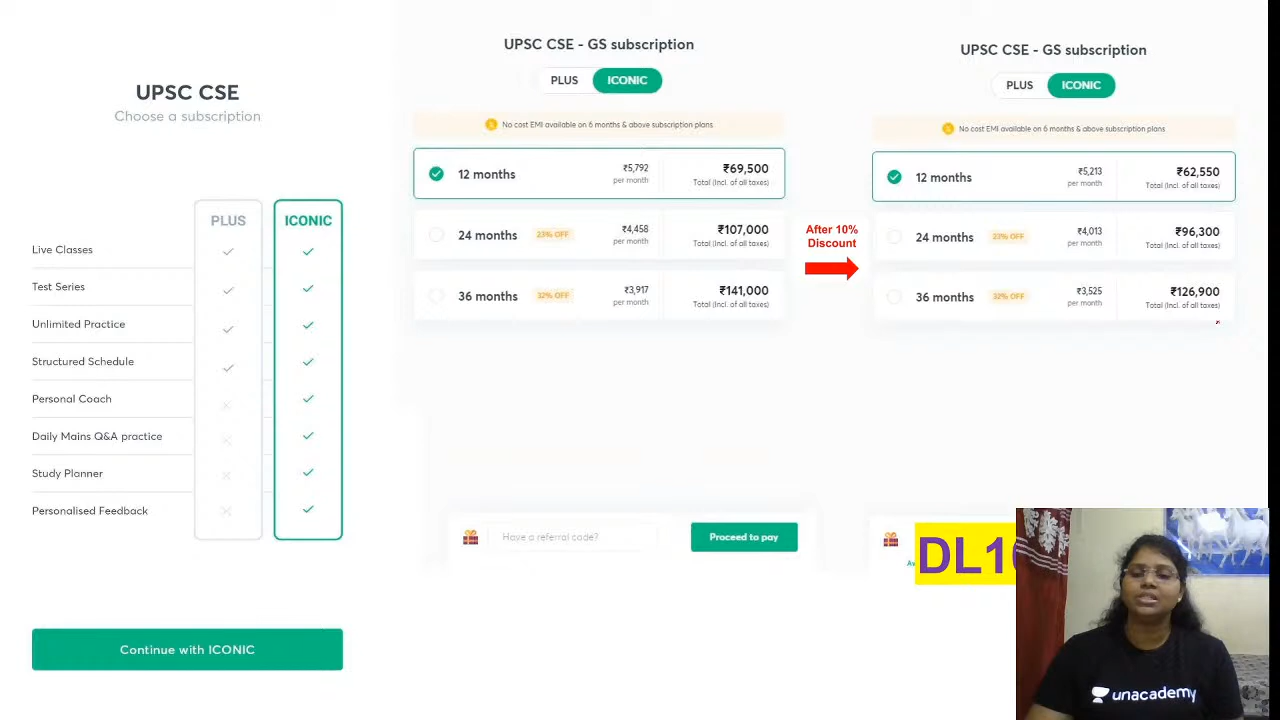 UPSC CSE
Choose a subscription
PLUS
ICONIC
Live Classes
Test Series
Unlimited Practice
Structured Schedule
Personal Coach
Daily Mains Q&A practice
Study Planner
Personalised Feedback
Continue with ICONIC
UPSC CSE - GS subscription
PLUS
ICONIC
No cost EMI available on 6 months & above subscription plans
12 months
₹5,792
per month
₹69,500
Total (Incl. of all taxes)
24 months
23% OFF
₹4,458
per month
₹107,000
Total (Incl. of all taxes)
36 months
32% OFF
₹3,917
per month
₹141,000
Total (Incl. of all taxes)
Have a referral code?
Proceed to pay
After 10%
Discount
UPSC CSE - GS subscription
PLUS
ICONIC
No cost EMI available on 6 months & above subscription plans
12 months
₹5,213
per month
₹62,550
Total (Incl. of all taxes)
24 months
23% OFF
₹4,013
per month
₹96,300
Total (Incl. of all taxes)
36 months
32% OFF
₹3,525
per month
₹126,900
Total (Incl. of all taxes)
unacademy